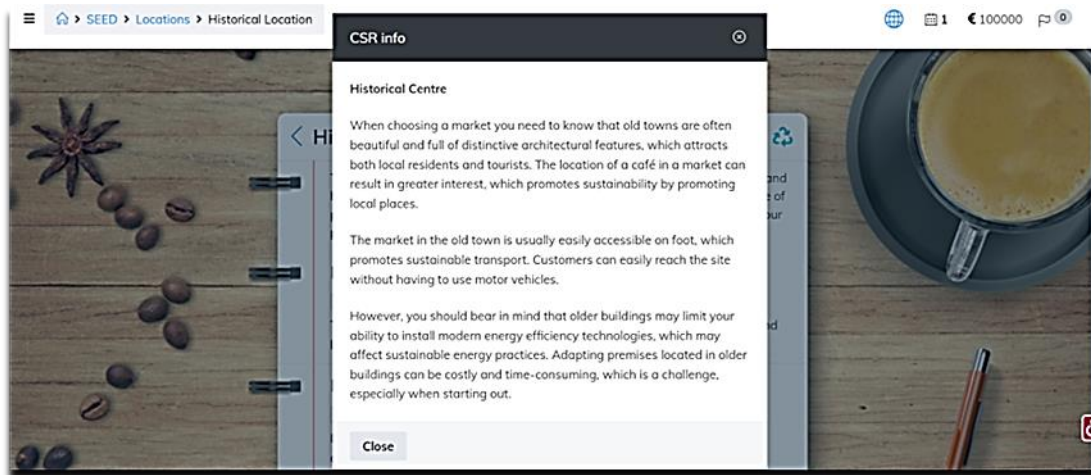 SEED > Locations > Historical Location
1 € 100000 0
CSR info
Hi
Historical Centre
When choosing a market you need to know that old towns are often
beautiful and full of distinctive architectural features, which attracts
both local residents and tourists. The location of a café in a market can
result in greater interest, which promotes sustainability by promoting
local places.
The market in the old town is usually easily accessible on foot, which
promotes sustainable transport. Customers can easily reach the site
without having to use motor vehicles.
However, you should bear in mind that older buildings may limit your
ability to install modern energy efficiency technologies, which may
affect sustainable energy practices. Adapting premises located in older
buildings can be costly and time-consuming, which is a challenge,
especially when starting out.
Close